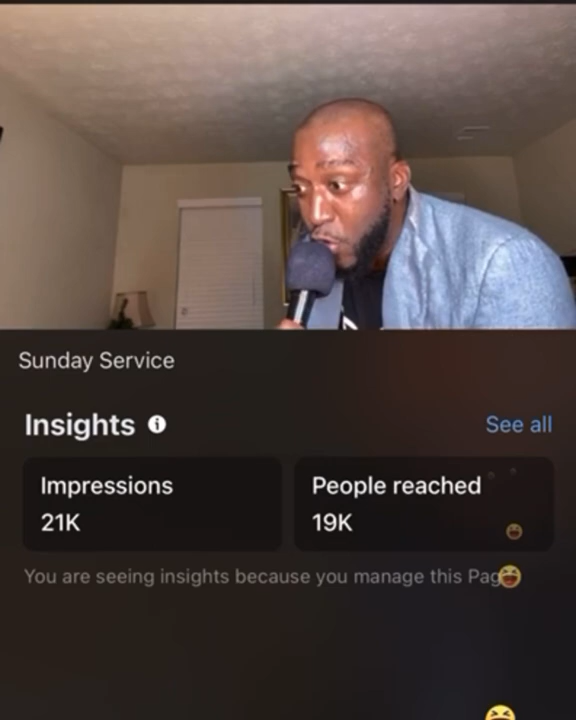 Sunday Service
Insights
See all
Impressions
People reached
21K
19K
You are seeing insights because you manage this Pag